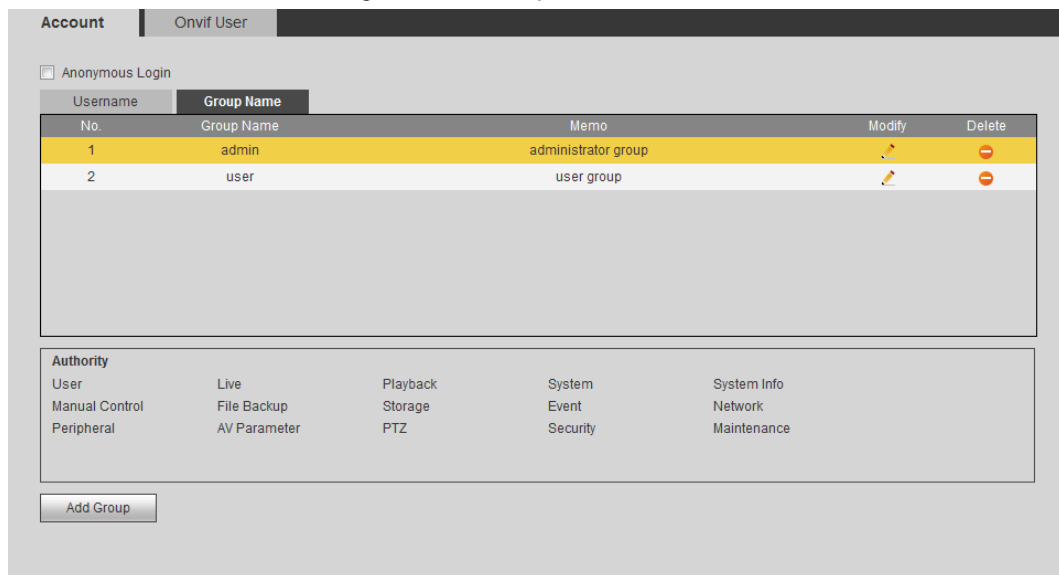 Account Onvif User
Anonymous Login
Username Group Name
No. Group Name Memo Modify Delete
1 admin administrator group
2 user user group
Authority
User Live Playback System System Info
Manual Control File Backup Storage Event Network
Peripheral AV Parameter PTZ Security Maintenance
Add Group